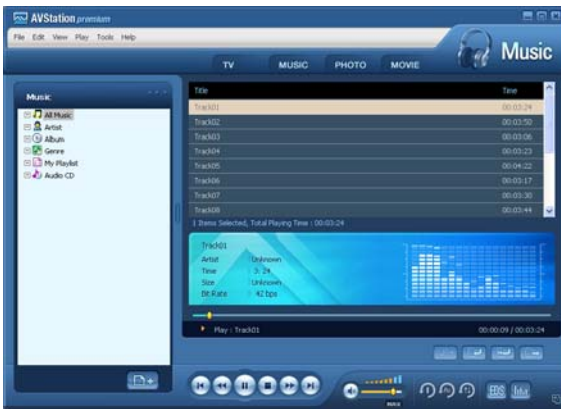 AVStation premium
File Edit View Play Tools Help
Music
TV MUSIC PHOTO MOVIE
Music
All Music
Artist
Album
Genre
My Playlist
Audio CD
Title Time
Track01 00:03:24
Track02 00:03:50
Track03 00:03:06
Track04 00:03:23
Track05 00:04:22
Track06 00:03:17
Track07 00:03:30
Track08 00:03:44
1 Items Selected, Total Playing Time : 00:03:24
Track01
Artist : Unknown
Time : 3: 24
Size : Unknown
Bit Rate : 42 bps
Play : Track01 00:00:09 / 00:03:24
EDS